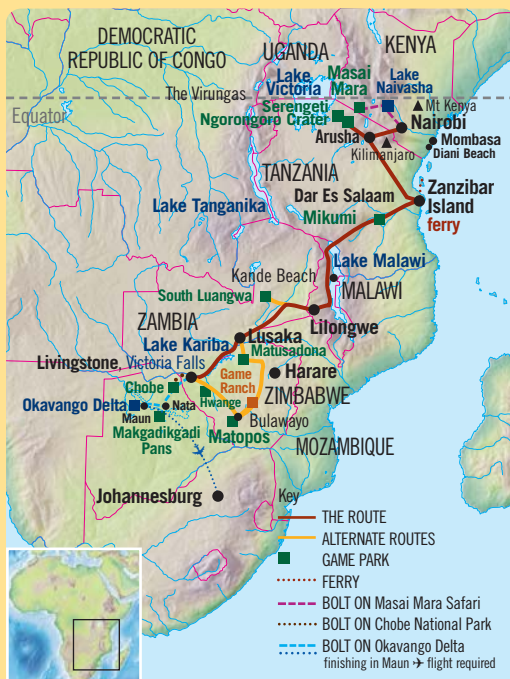 DEMOCRATIC
REPUBLIC OF CONGO
UGANDA
KENYA
Lake
Victoria
Masai
Mara
Lake
Naivasha
The Virungas
Serengeti
Mt Kenya
Equator
Ngorongoro Crater
Nairobi
Arusha
Mombasa
Kilimanjaro
Diani Beach
TANZANIA
Dar Es Salaam
Zanzibar
Island
ferry
Lake Tanganika
Mikumi
Lake Malawi
Kande Beach
South Luangwa
MALAWI
ZAMBIA
Lilongwe
Lake Kariba
Lusaka
Matusadona
Livingstone, Victoria Falls
Harare
Chobe
Game
Ranch
Hwange
ZIMBABWE
Okavango Delta
Nata
Maun
Bulawayo
Makgadikgadi
Pans
Matopos
MOZAMBIQUE
Johannesburg
Key
THE ROUTE
ALTERNATE ROUTES
GAME PARK
FERRY
BOLT ON Masai Mara Safari
BOLT ON Chobe National Park
BOLT ON Okavango Delta
finishing in Maun ✈ flight required